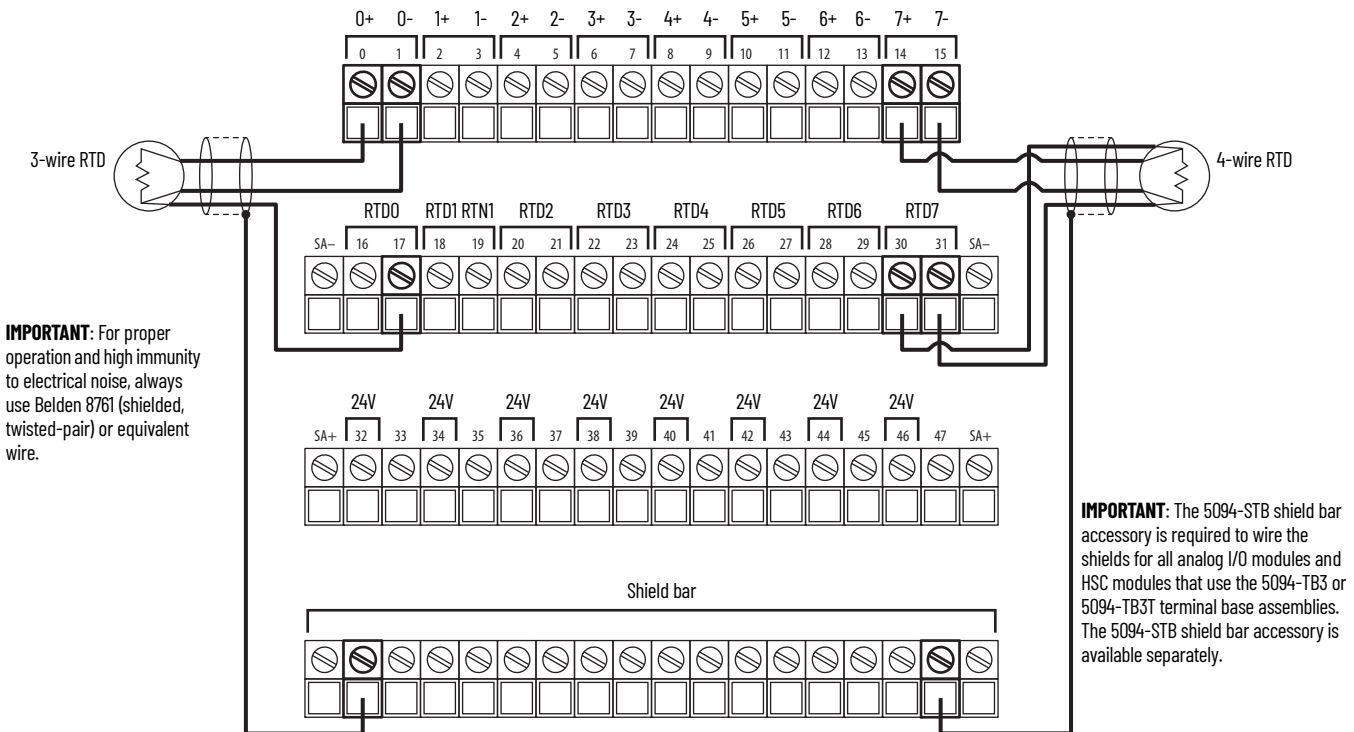 0+ 0- 1+ 1- 2+ 2- 3+ 3- 4+ 4- 5+ 5- 6+ 6- 7+ 7-
0 1 2 3 4 5 6 7 8 9 10 11 12 13 14 15
3-wire RTD
4-wire RTD
RTD0 RTD1 RTN1 RTD2 RTD3 RTD4 RTD5 RTD6 RTD7
SA– 16 17 18 19 20 21 22 23 24 25 26 27 28 29 30 31 SA–
IMPORTANT: For proper
operation and high immunity
to electrical noise, always
use Belden 8761 (shielded,
twisted-pair) or equivalent
wire.
24V 24V 24V 24V 24V 24V 24V 24V
SA+ 32 33 34 35 36 37 38 39 40 41 42 43 44 45 46 47 SA+
IMPORTANT: The 5094-STB shield bar
accessory is required to wire the
shields for all analog I/O modules and
HSC modules that use the 5094-TB3 or
5094-TB3T terminal base assemblies.
The 5094-STB shield bar accessory is
available separately.
Shield bar